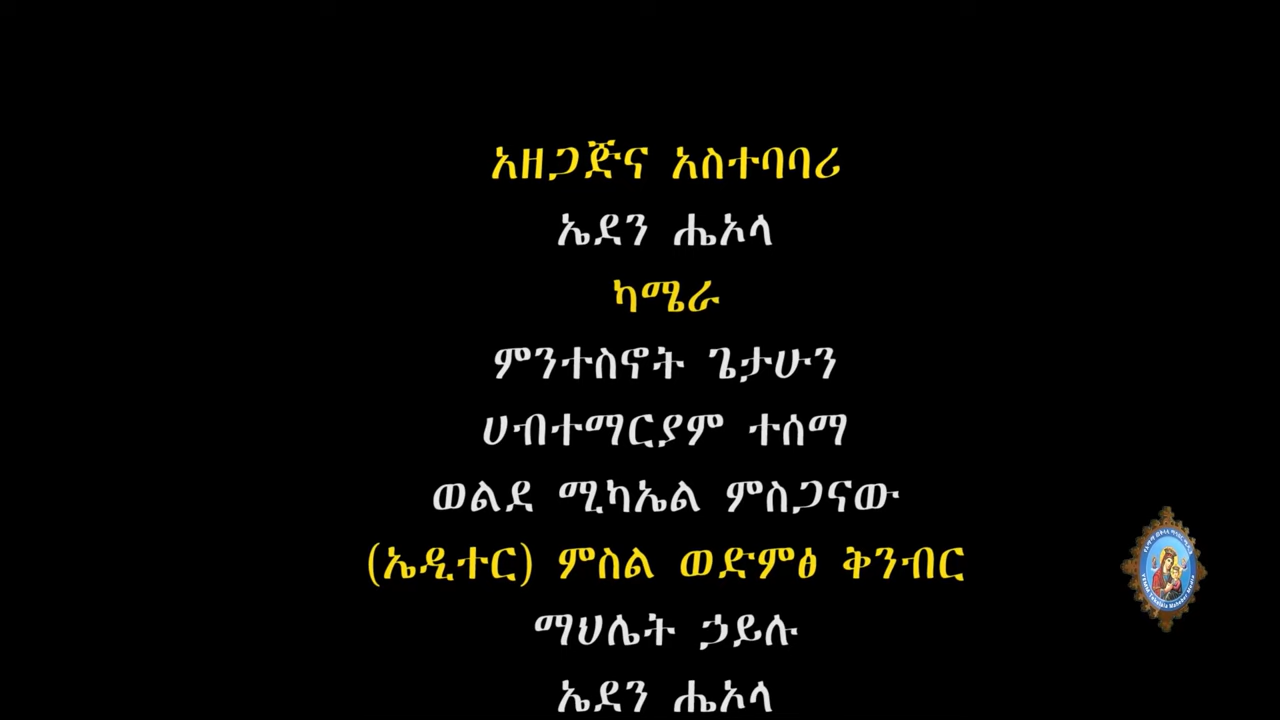 አዘጋጅና አስተባባሪ
ኤደን ሔኦላ
ካሜራ
ምንተስኖት ጌታሁን
ሀብተማርያም ተሰማ
ወልደ ሚካኤል ምስጋናው
(ኤዲተር) ምስል ወድምፅ ቅንብር
ማህሌት ኃይሉ
ኤደን ሔኦላ